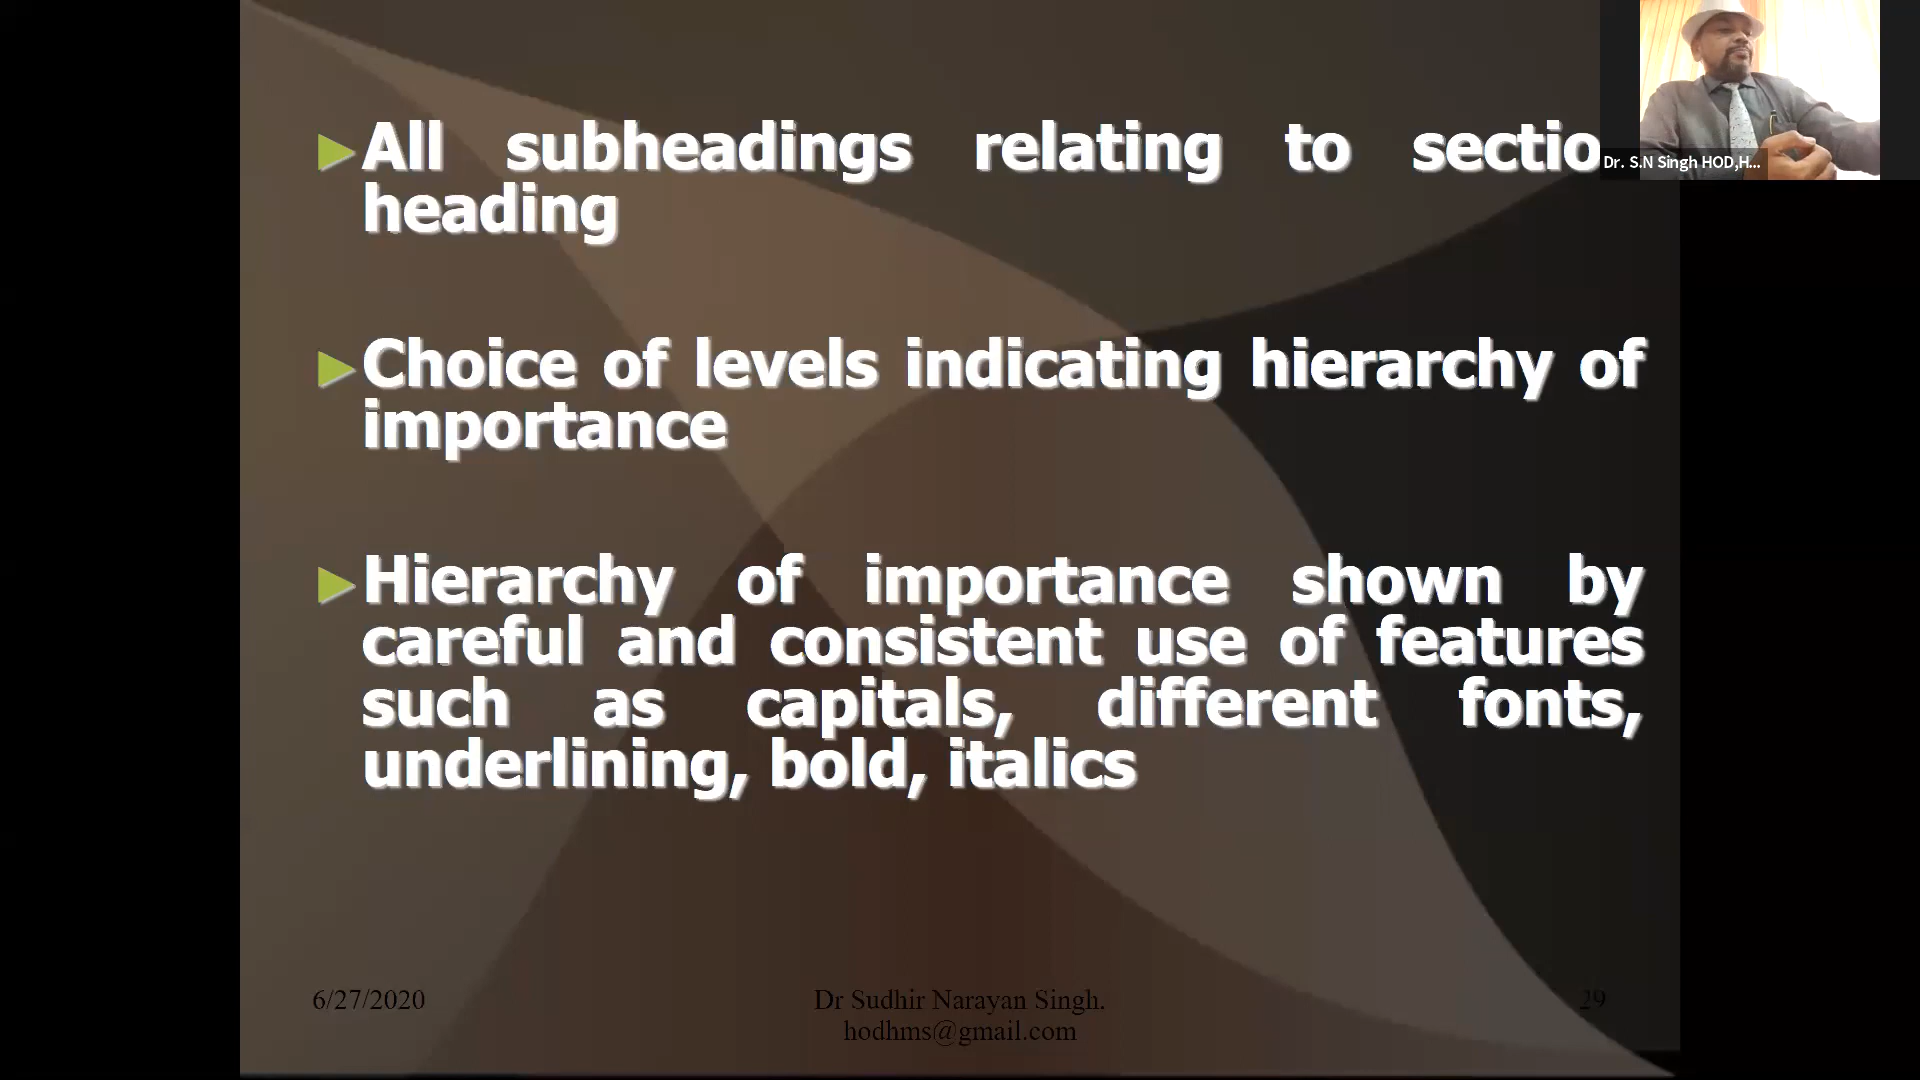 All subheadings relating to sectio
heading
Choice of levels indicating hierarchy of
importance
Hierarchy of importance shown by
careful and consistent use of features
such as capitals, different fonts,
underlining, bold, italics
Dr. S.N Singh HOD,H...
6/27/2020
Dr Sudhir Narayan Singh.
hodhms@gmail.com
29